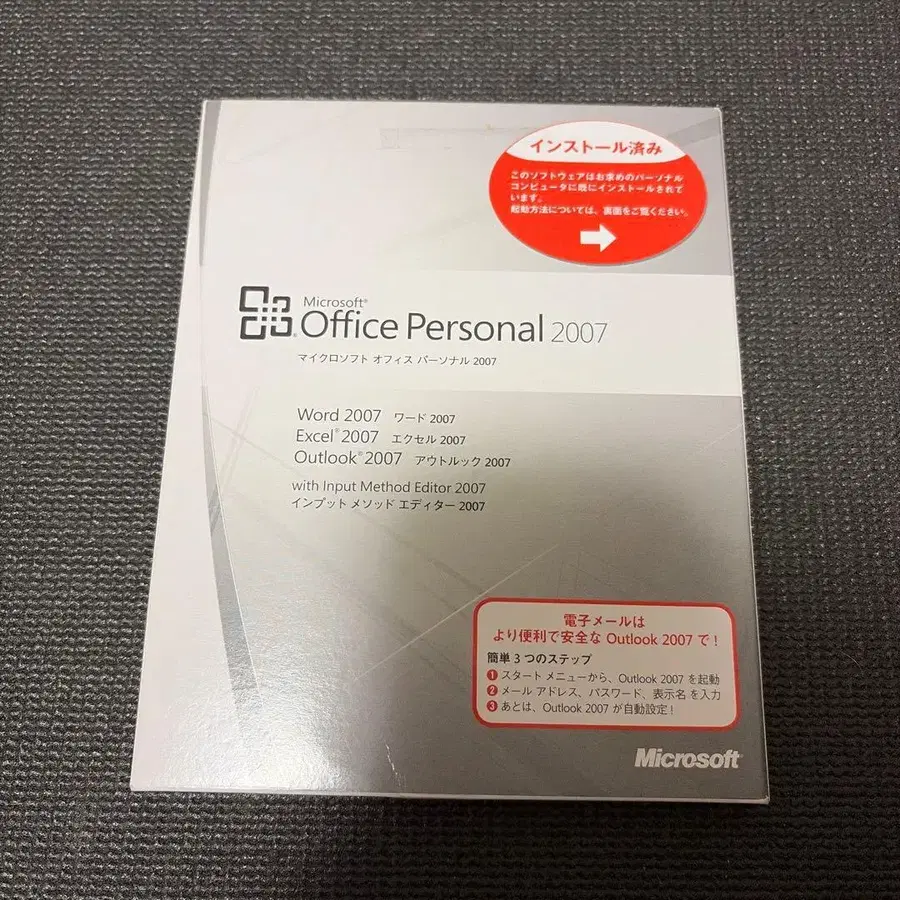 インストール済み
このソフトウェアはお求めのパーソナル
コンピュータに既にインストールされて
います。
起動方法については、裏面をご覧ください。
Microsoft®
Office Personal 2007
マイクロソフト オフィス パーソナル 2007
Word 2007 ワード 2007
Excel® 2007 エクセル 2007
Outlook® 2007 アウトルック 2007
with Input Method Editor 2007
インプット メソッド エディター 2007
電子メールは
より便利で安全な Outlook 2007 で!
簡単 3 つのステップ
❶ スタート メニューから、Outlook 2007 を起動
❷ メール アドレス、パスワード、表示名 を入力
❸ あとは、Outlook 2007 が自動設定!
Microsoft